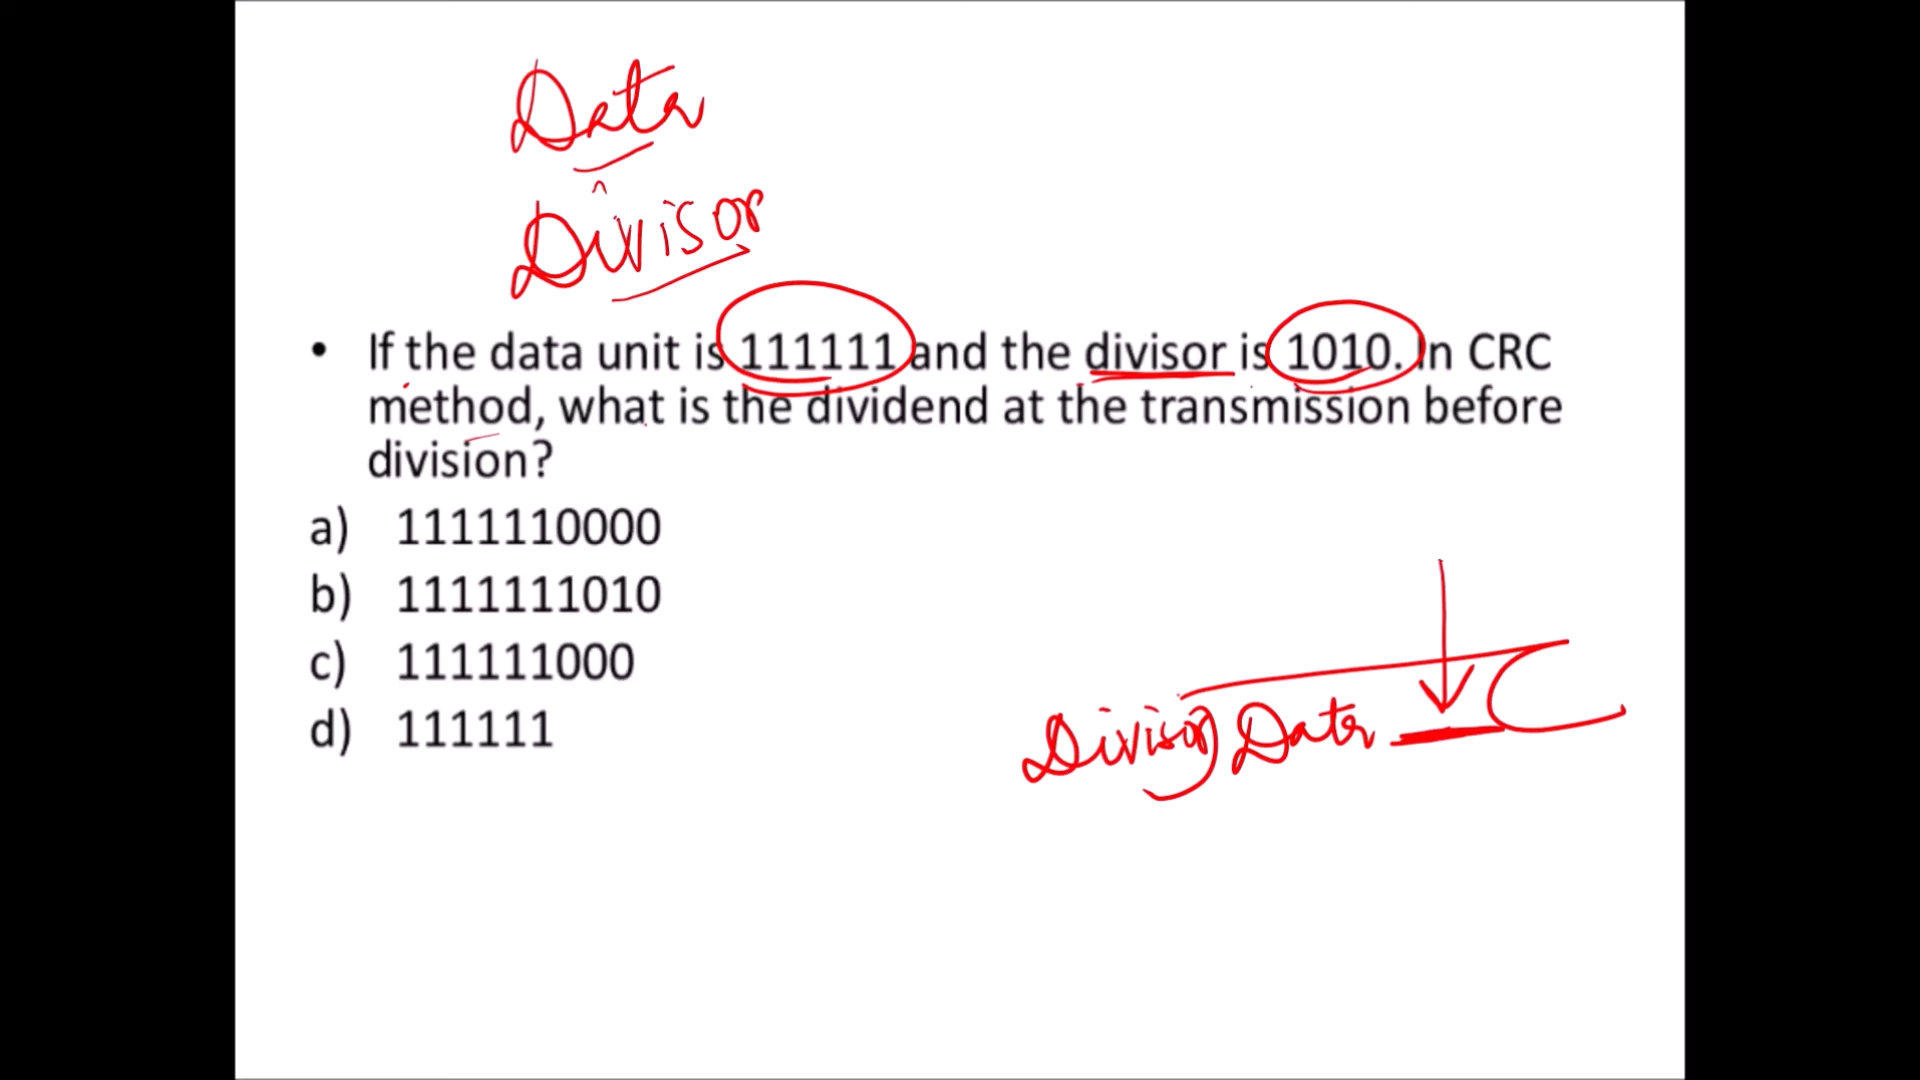 Data
Divisor
• If the data unit is 111111 and the divisor is 1010. In CRC
method, what is the dividend at the transmission before
division?
a) 1111110000
b) 1111111010
c) 111111000
d) 111111
Divisor) Data